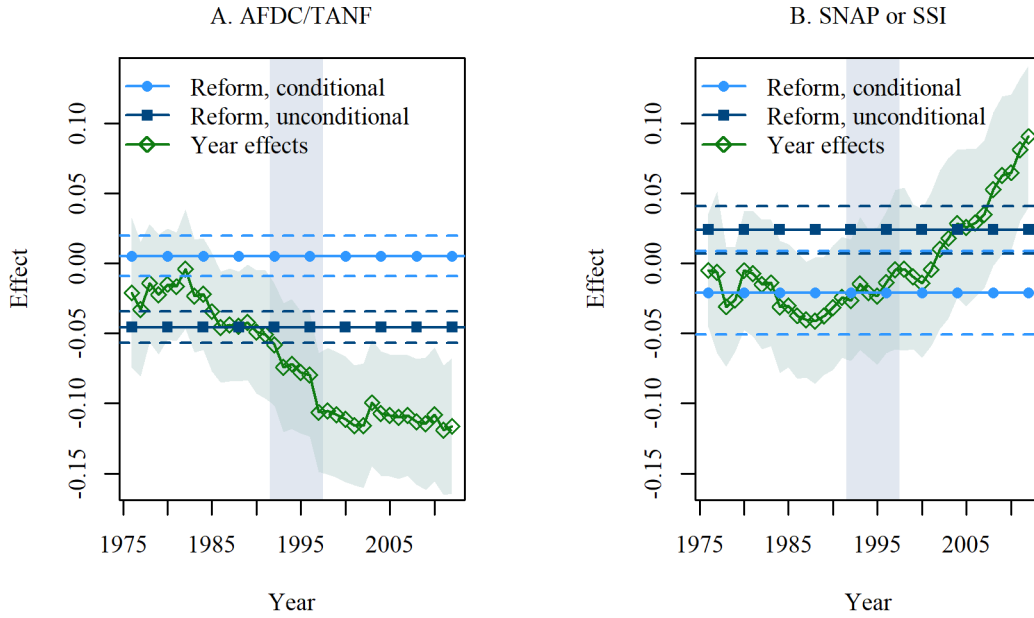 A. AFDC/TANF
Reform, conditional
Reform, unconditional
Year effects
Effect
0.10
0.05
0.00
-0.05
-0.10
-0.15
1975 1985 1995 2005
Year
B. SNAP or SSI
Reform, conditional
Reform, unconditional
Year effects
Effect
0.10
0.05
0.00
-0.05
-0.10
-0.15
1975 1985 1995 2005
Year